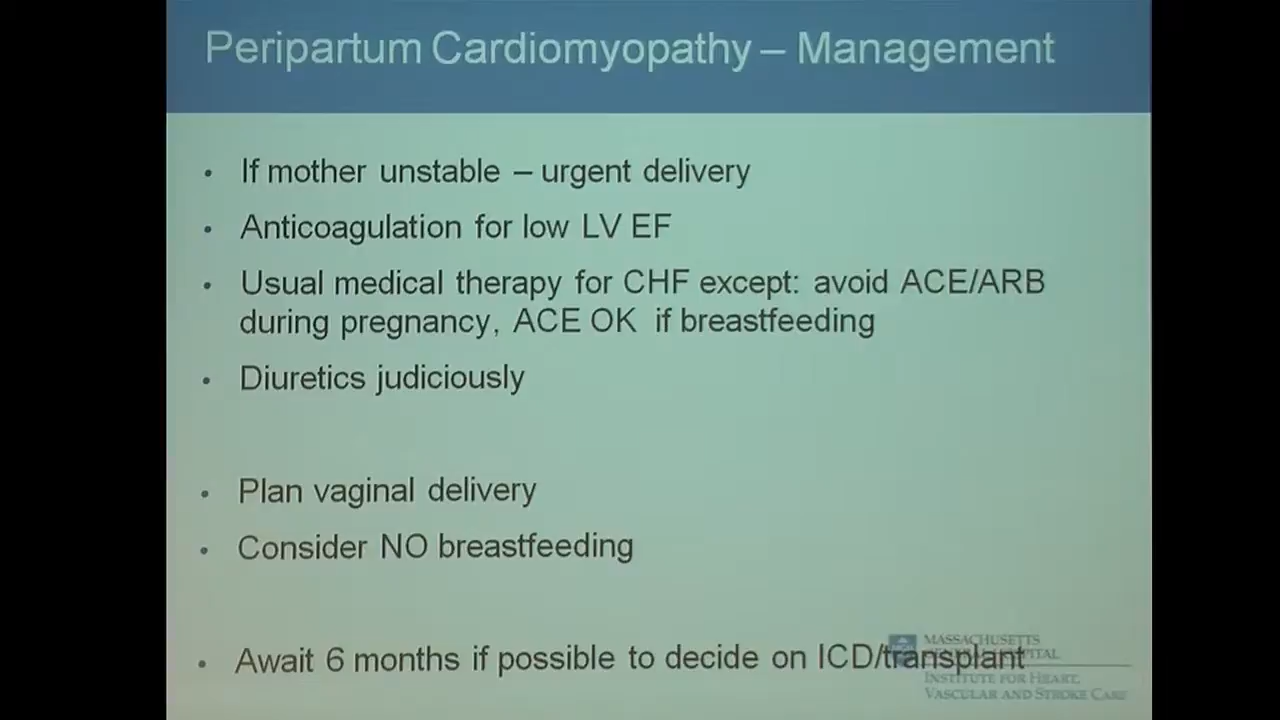 Peripartum Cardiomyopathy – Management
• If mother unstable – urgent delivery
• Anticoagulation for low LV EF
• Usual medical therapy for CHF except: avoid ACE/ARB
during pregnancy, ACE OK if breastfeeding
• Diuretics judiciously
• Plan vaginal delivery
• Consider NO breastfeeding
• Await 6 months if possible to decide on ICD/transplant
MASSACHUSETTS
GENERAL HOSPITAL
INSTITUTE FOR HEART,
VASCULAR AND STROKE CARE